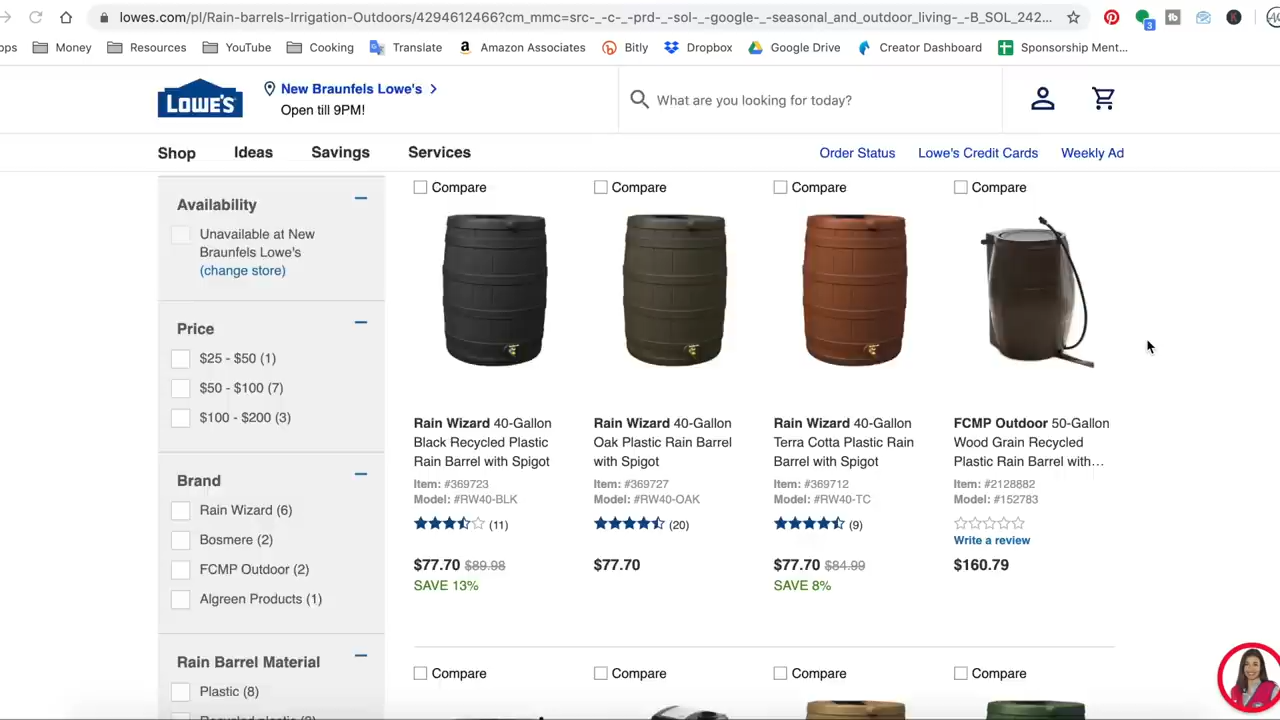 lowes.com/pl/Rain-barrels-Irrigation-Outdoors/4294612466?cm_mmc=src-_-c-_-prd-_-sol-_-google-_-seasonal_and_outdoor_living-_-B_SOL_242...
3
pps Money Resources YouTube Cooking Translate Amazon Associates Bitly Dropbox Google Drive Creator Dashboard Sponsorship Ment...
LOWE'S
New Braunfels Lowe's
Open till 9PM!
What are you looking for today?
Shop Ideas Savings Services Order Status Lowe's Credit Cards Weekly Ad
Availability
Unavailable at New
Braunfels Lowe's
(change store)
Price
$25 - $50 (1)
$50 - $100 (7)
$100 - $200 (3)
Brand
Rain Wizard (6)
Bosmere (2)
FCMP Outdoor (2)
Algreen Products (1)
Rain Barrel Material
Plastic (8)
Compare Compare Compare Compare
Rain Wizard 40-Gallon
Black Recycled Plastic
Rain Barrel with Spigot
Item: #369723
Model: #RW40-BLK
(11)
$77.70 $89.98
SAVE 13%
Rain Wizard 40-Gallon
Oak Plastic Rain Barrel
with Spigot
Item: #369727
Model: #RW40-OAK
(20)
$77.70
Rain Wizard 40-Gallon
Terra Cotta Plastic Rain
Barrel with Spigot
Item: #369712
Model: #RW40-TC
(9)
$77.70 $84.99
SAVE 8%
FCMP Outdoor 50-Gallon
Wood Grain Recycled
Plastic Rain Barrel with...
Item: #2128882
Model: #152783
Write a review
$160.79
Compare Compare Compare Compare